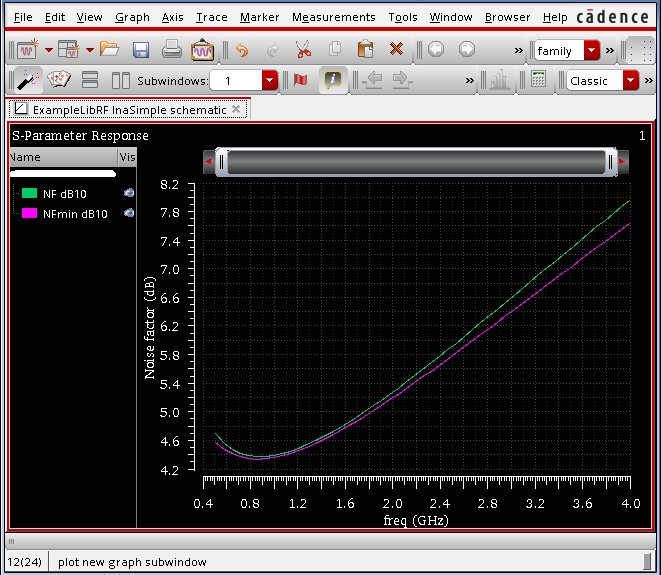 File Edit View Graph Axis Trace Marker Measurements Tools Window Browser Help cādence
» family
Subwindows: 1 » Classic »
ExampleLibRF lnaSimple schematic
S-Parameter Response 1
Name Vis
NF dB10
NFmin dB10
8.2
7.8
7.4
7.0
6.6
6.2
5.8
5.4
5.0
4.6
4.2
Noise factor (dB)
0.4 0.8 1.2 1.6 2.0 2.4 2.8 3.2 3.6 4.0
freq (GHz)
12(24) plot new graph subwindow